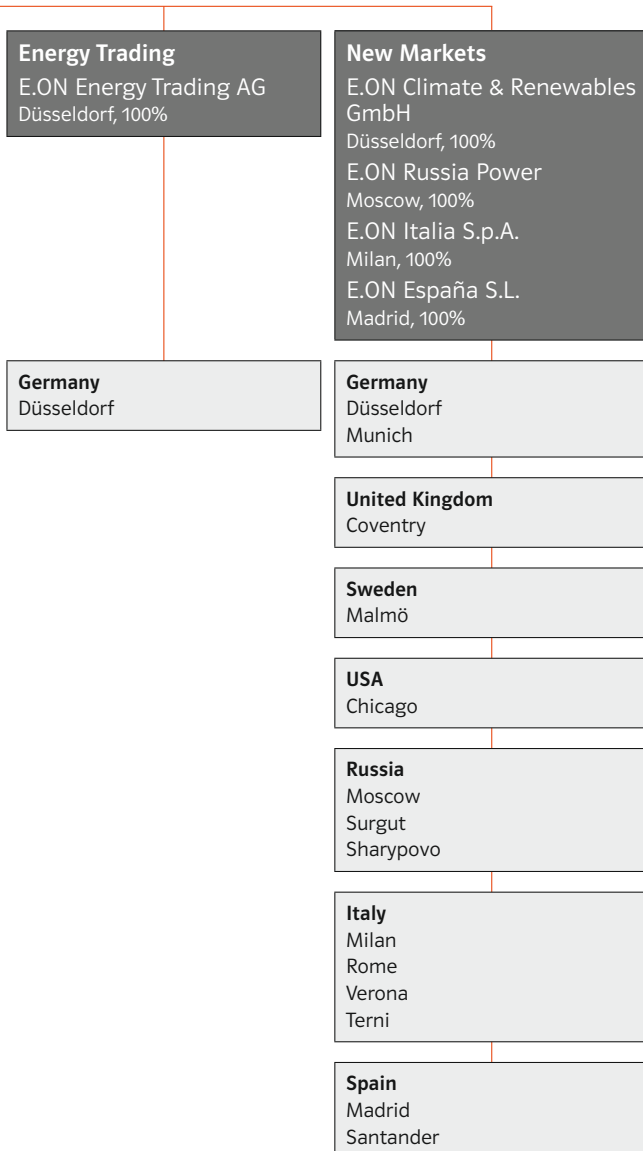 Energy Trading
E.ON Energy Trading AG
Düsseldorf, 100%
Germany
Düsseldorf
New Markets
E.ON Climate & Renewables
GmbH
Düsseldorf, 100%
E.ON Russia Power
Moscow, 100%
E.ON Italia S.p.A.
Milan, 100%
E.ON España S.L.
Madrid, 100%
Germany
Düsseldorf
Munich
United Kingdom
Coventry
Sweden
Malmö
USA
Chicago
Russia
Moscow
Surgut
Sharypovo
Italy
Milan
Rome
Verona
Terni
Spain
Madrid
Santander